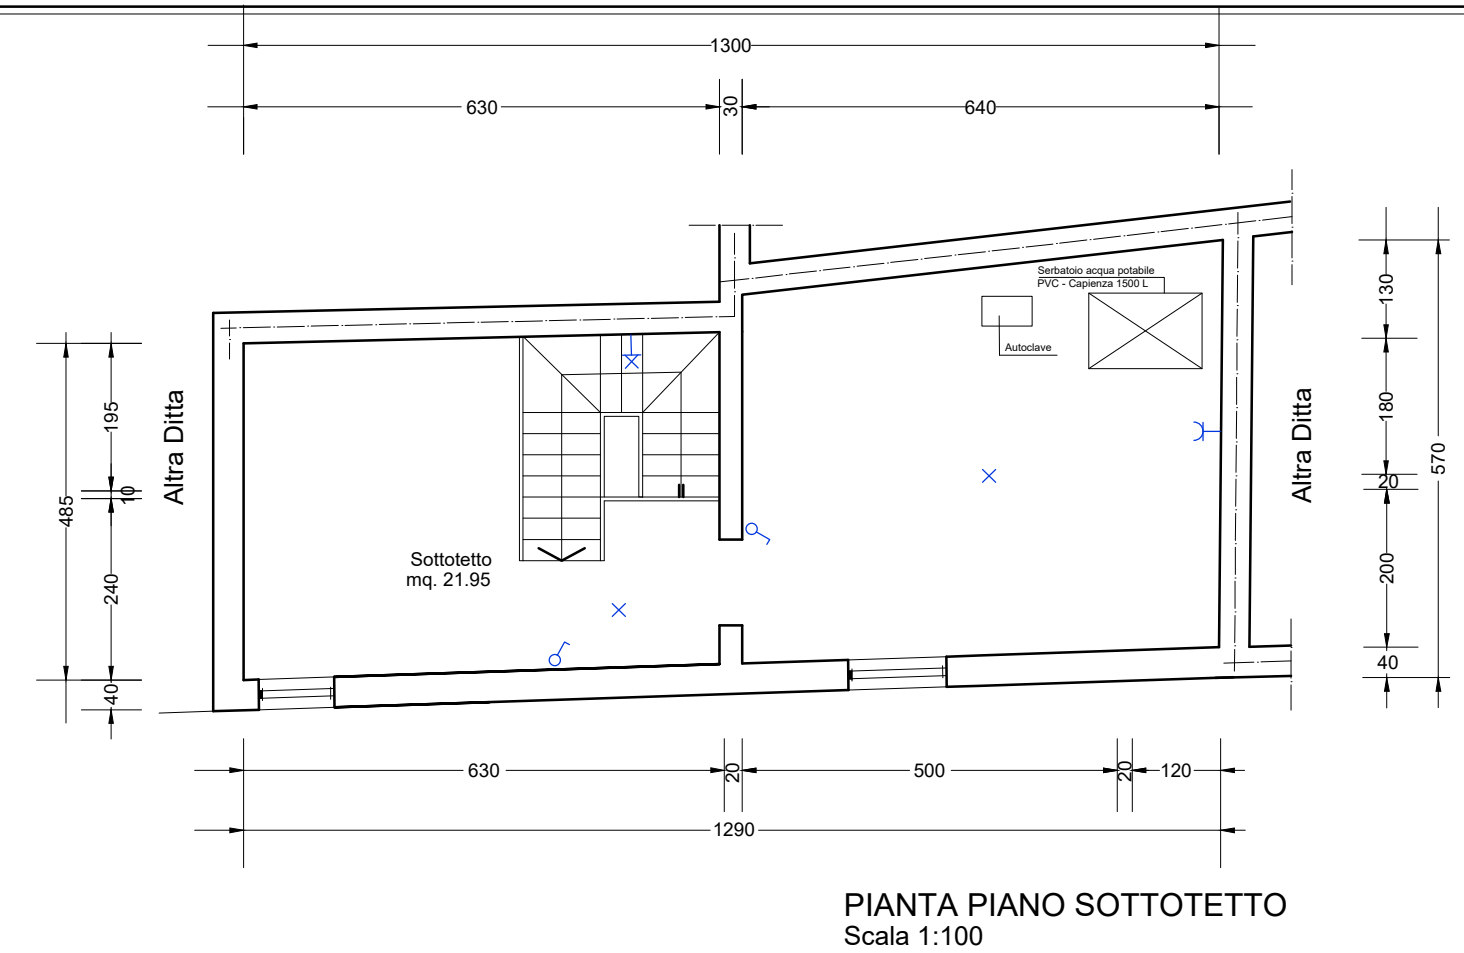 1300
630
30
640
Serbatoio acqua potabile
PVC - Capienza 1500 L
Autoclave
130
180
20
200
40
570
Altra Ditta
195
10
240
40
485
Altra Ditta
Sottotetto
mq. 21.95
630
20
500
20
120
1290
PIANTA PIANO SOTTOTETTO
Scala 1:100